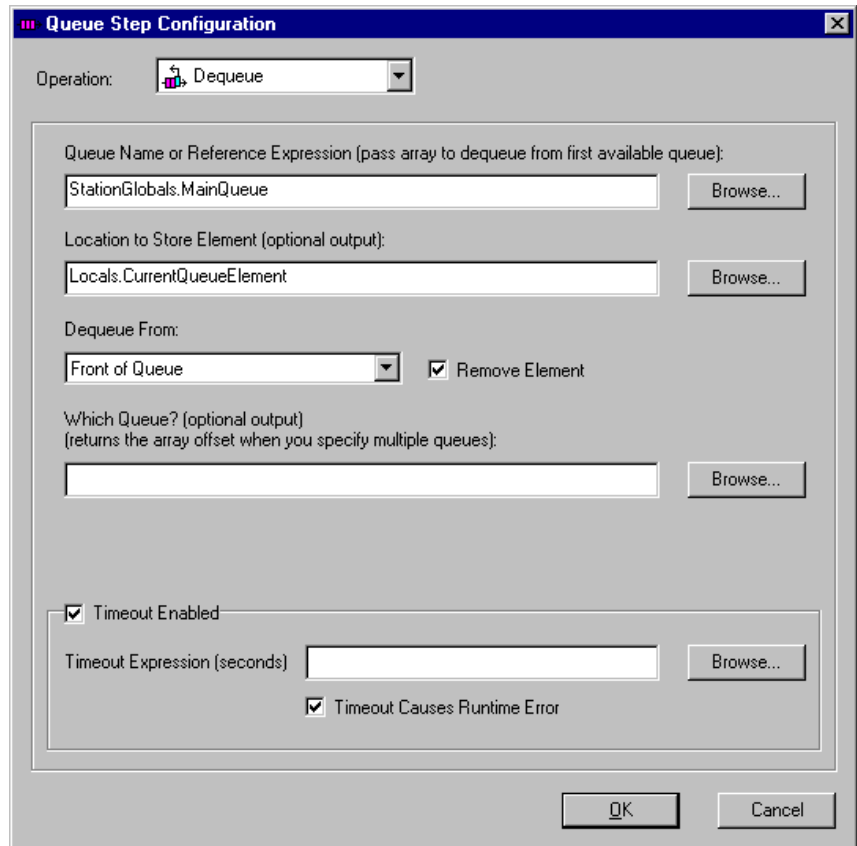 Queue Step Configuration
Operation:
Dequeue
Queue Name or Reference Expression (pass array to dequeue from first available queue):
StationGlobals.MainQueue
Browse...
Location to Store Element (optional output):
Locals.CurrentQueueElement
Browse...
Dequeue From:
Front of Queue
Remove Element
Which Queue? (optional output)
(returns the array offset when you specify multiple queues):
Browse...
Timeout Enabled
Timeout Expression (seconds)
Browse...
Timeout Causes Runtime Error
OK
Cancel